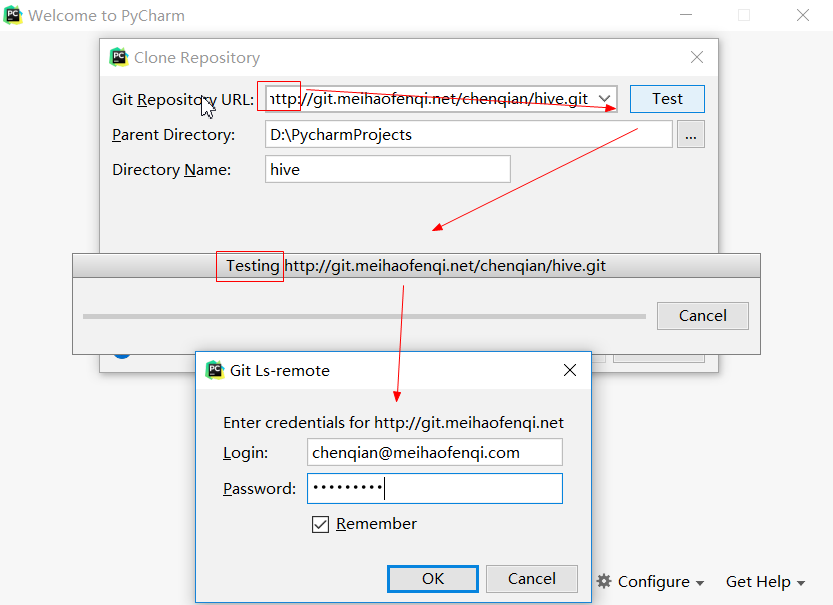 Welcome to PyCharm
Clone Repository
Git Repository URL: http://git.meihaofenqi.net/chenqian/hive.git Test
Parent Directory: D:\PycharmProjects ...
Directory Name: hive
Testing http://git.meihaofenqi.net/chenqian/hive.git
Cancel
Git Ls-remote
Enter credentials for http://git.meihaofenqi.net
Login: chenqian@meihaofenqi.com
Password: •••••••••
Remember
OK Cancel
Configure Get Help